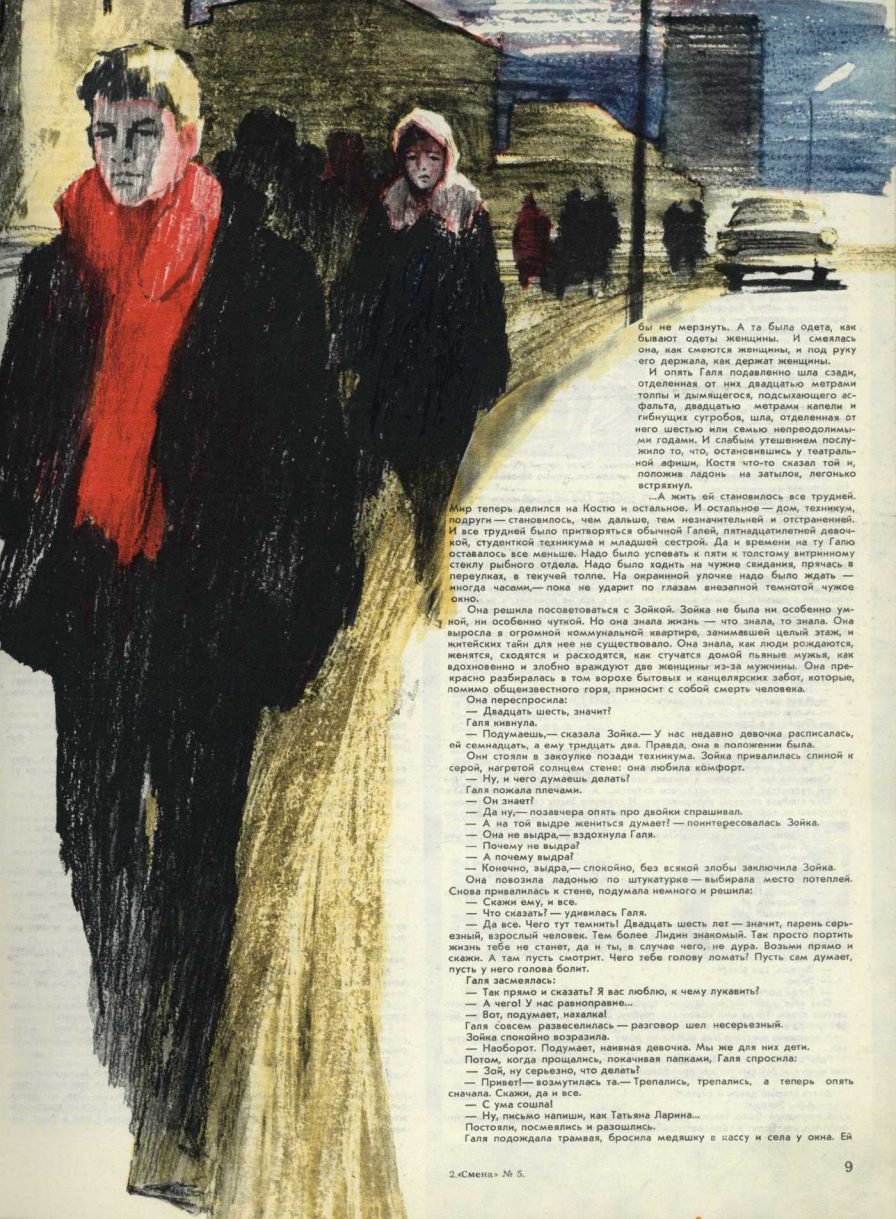 бы не мерзнуть. А та была одета, как
бывают одеты женщины. И смеялась
она, как смеются женщины, и под руку
его держала, как держат женщины.
И опять Галя подавленно шла сзади,
отделенная от них двадцатью метрами
толпы и дымящегося, подсыхающего ас-
фальта, двадцатью метрами капели и
гибнущих сугробов, шла, отделенная от
него шестью или семью непреодолимы-
ми годами. И слабым утешением послу-
жило то, что, остановившись у театраль-
ной афиши, Костя что-то сказал той и,
положив ладонь на затылок, легонько
встряхнул.
...А жить ей становилось все трудней.
Мир теперь делился на Костю и остальное. И остальное — дом, техникум,
подруги — становилось, чем дальше, тем незначительней и отстраненней.
И все трудней было притворяться обычной Галей, пятнадцатилетней девоч-
кой, студенткой техникума и младшей сестрой. Да и времени на ту Галю
оставалось все меньше. Надо было успевать к пяти к толстому витринному
стеклу рыбного отдела. Надо было ходить на чужие свидания, прячась в
переулках, в текучей толпе. На окраинной улочке надо было ждать —
иногда часами,— пока не ударит по глазам внезапной темнотой чужое
окно.
Она решила посоветоваться с Зойкой. Зойка не была ни особенно ум-
ной, ни особенно чуткой. Но она знала жизнь — что знала, то знала. Она
выросла в огромной коммунальной квартире, занимавшей целый этаж, и
житейских тайн для нее не существовало. Она знала, как люди рождаются,
женятся, сходятся и расходятся, как стучатся домой пьяные мужья, как
вдохновенно и злобно враждуют две женщины из-за мужчины. Она пре-
красно разбиралась в том ворохе бытовых и канцелярских забот, которые,
помимо общеизвестного горя, приносит с собой смерть человека.
Она переспросила:
— Двадцать шесть, значит?
Галя кивнула.
— Подумаешь,— сказала Зойка.— У нас недавно девочка расписалась,
ей семнадцать, а ему тридцать два. Правда, она в положении была.
Они стояли в закоулке позади техникума. Зойка привалилась спиной к
серой, нагретой солнцем стене: она любила комфорт.
— Ну, и чего думаешь делать?
Галя пожала плечами.
— Он знает?
— Да ну,— позавчера опять про двойки спрашивал.
— А на той выдре жениться думает? — поинтересовалась Зойка.
— Она не выдра,— вздохнула Галя.
— Почему не выдра?
— А почему выдра?
— Конечно, выдра,— спокойно, без всякой злобы заключила Зойка.
Она повозила ладонью по штукатурке — выбирала место потеплей.
Снова привалилась к стене, подумала немного и решила:
— Скажи ему, и все.
— Что сказать? — удивилась Галя.
— Да все. Чего тут темнить! Двадцать шесть лет — значит, парень серь-
езный, взрослый человек. Тем более Лидин знакомый. Так просто портить
жизнь тебе не станет, да и ты, в случае чего, не дура. Возьми прямо и
скажи. А там пусть смотрит. Чего тебе голову ломать? Пусть сам думает,
пусть у него голова болит.
Галя засмеялась:
— Так прямо и сказать? Я вас люблю, к чему лукавить?
— А чего! У нас равноправие...
— Вот, подумает, нахалка!
Галя совсем развеселилась — разговор шел несерьезный.
Зойка спокойно возразила.
— Наоборот. Подумает, наивная девочка. Мы же для них дети.
Потом, когда прощались, покачивая папками, Галя спросила:
— Зой, ну серьезно, что делать?
— Привет!— возмутилась та.— Трепались, трепались, а теперь опять
сначала. Скажи, да и все.
— С ума сошла!
— Ну, письмо напиши, как Татьяна Ларина...
Постояли, посмеялись и разошлись.
Галя подождала трамвая, бросила медяшку в кассу и села у окна. Ей
2.«Смена» № 5.
9